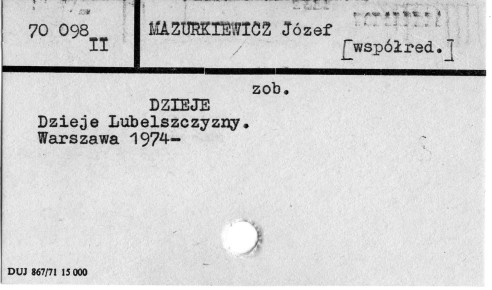 70 098
II
MAZURKIEWICZ Józef
[współred.]
zob.
DZIEJE
Dzieje Lubelszczyzny.
Warszawa 1974-
DUJ 867/71 15 000